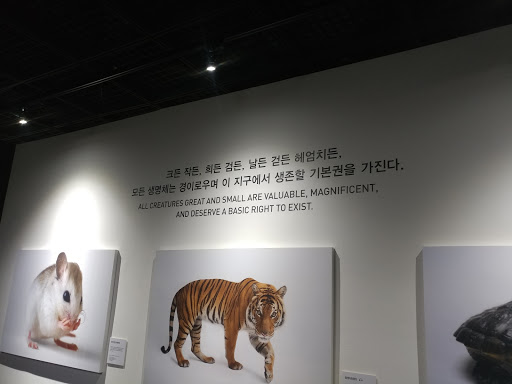 크든 작든, 희든 검든, 날든 걷든 헤엄치든,
모든 생명체는 경이로우며 이 지구에서 생존할 기본권을 가진다.
ALL CREATURES GREAT AND SMALL ARE VALUABLE, MAGNIFICENT,
AND DESERVE A BASIC RIGHT TO EXIST.